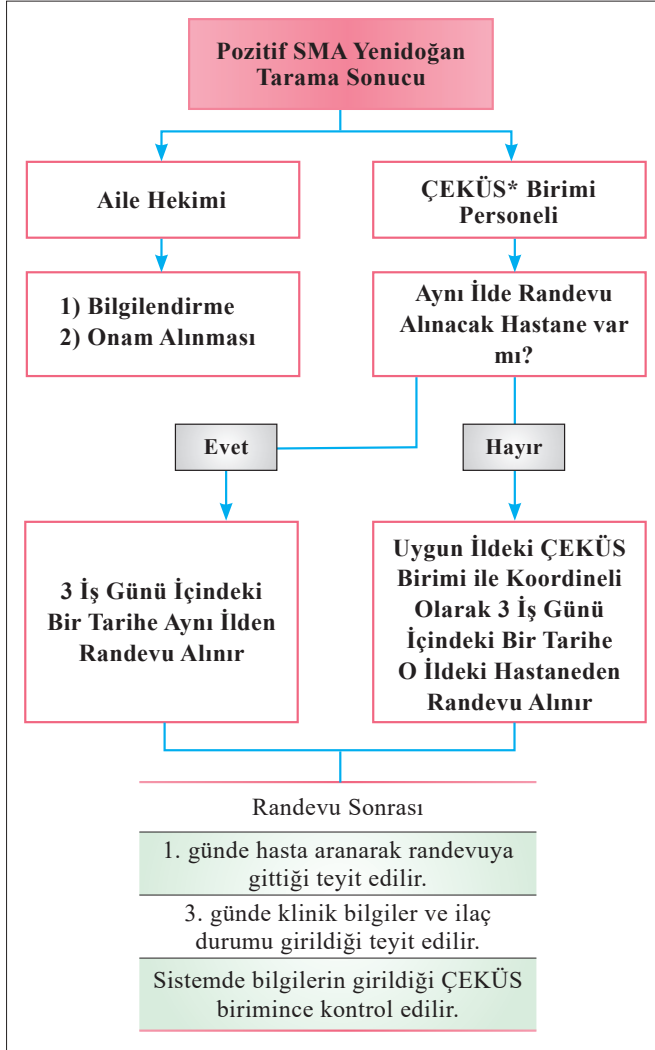 Pozitif SMA Yenidoğan
Tarama Sonucu
Aile Hekimi
ÇEKÜS* Birimi
Personeli
1) Bilgilendirme
2) Onam Alınması
Aynı İlde Randevu
Alınacak Hastane var
mı?
Evet
Hayır
3 İş Günü İçindeki
Bir Tarihe Aynı İlden
Randevu Alınır
Uygun İldeki ÇEKÜS
Birimi ile Koordineli
Olarak 3 İş Günü
İçindeki Bir Tarihe
O İldeki Hastaneden
Randevu Alınır
Randevu Sonrası
1. günde hasta aranarak randevuya
gittiği teyit edilir.
3. günde klinik bilgiler ve ilaç
durumu girildiği teyit edilir.
Sistemde bilgilerin girildiği ÇEKÜS
birimince kontrol edilir.